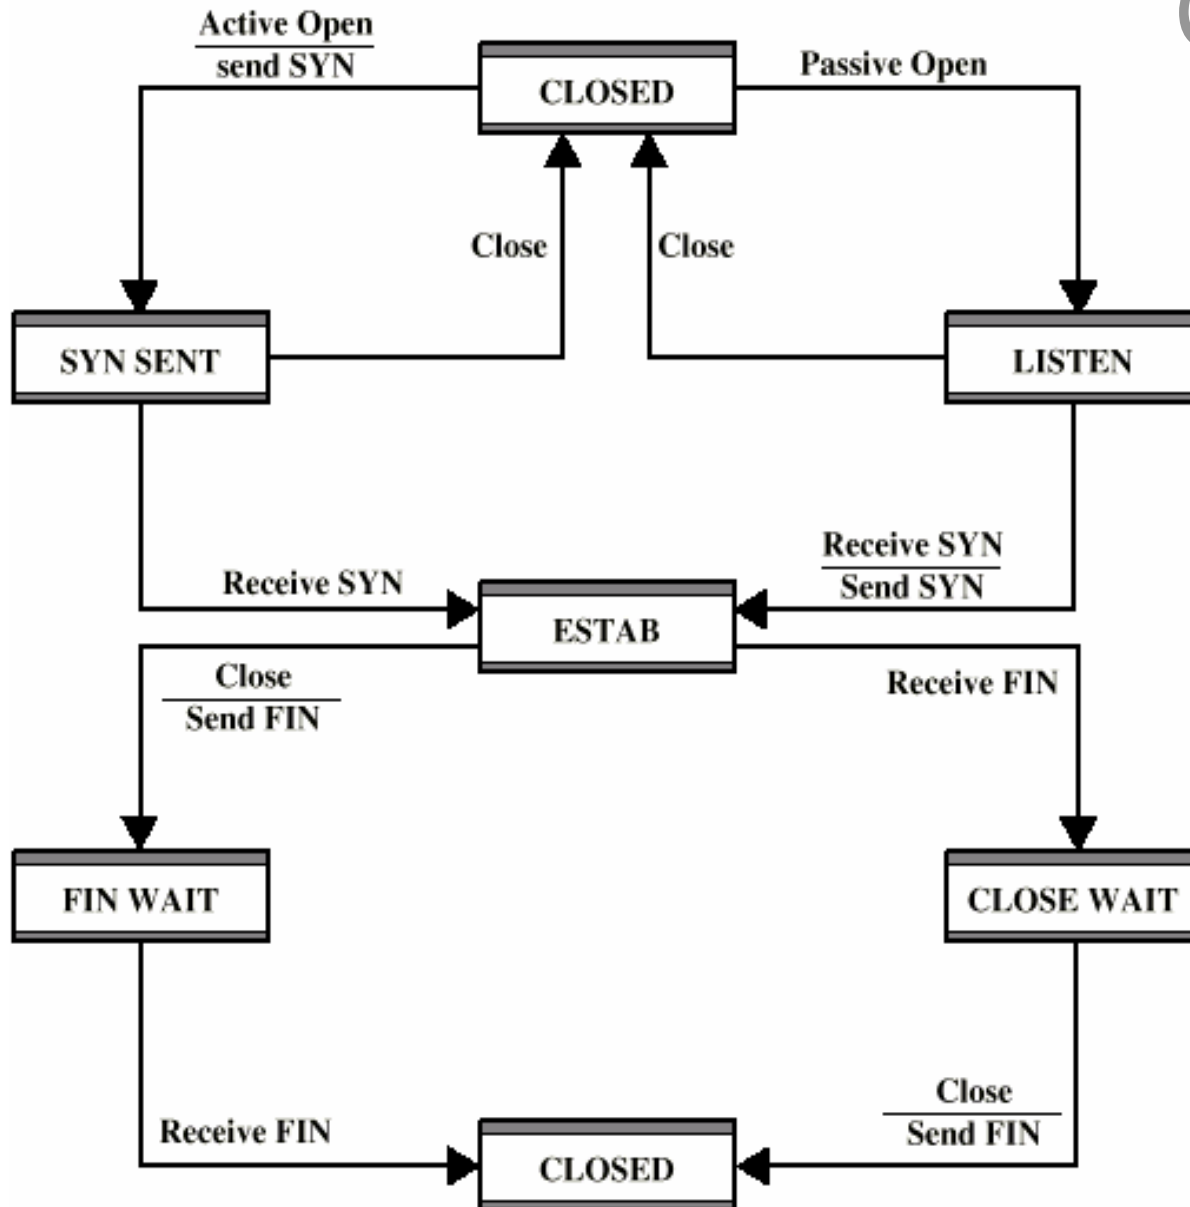 Active Open
send SYN
CLOSED
Passive Open
Close
Close
SYN SENT
LISTEN
Receive SYN
Receive SYN
Send SYN
ESTAB
Close
Send FIN
Receive FIN
FIN WAIT
CLOSE WAIT
Receive FIN
Close
Send FIN
CLOSED